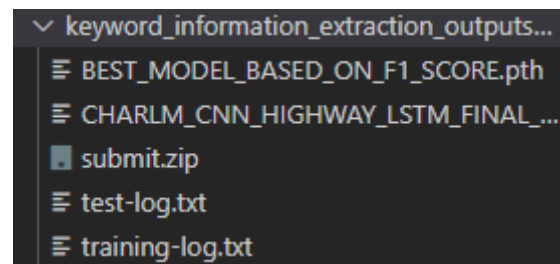 keyword_information_extraction_outputs...
BEST_MODEL_BASED_ON_F1_SCORE.pth
CHARLM_CNN_HIGHWAY_LSTM_FINAL_...
submit.zip
test-log.txt
training-log.txt